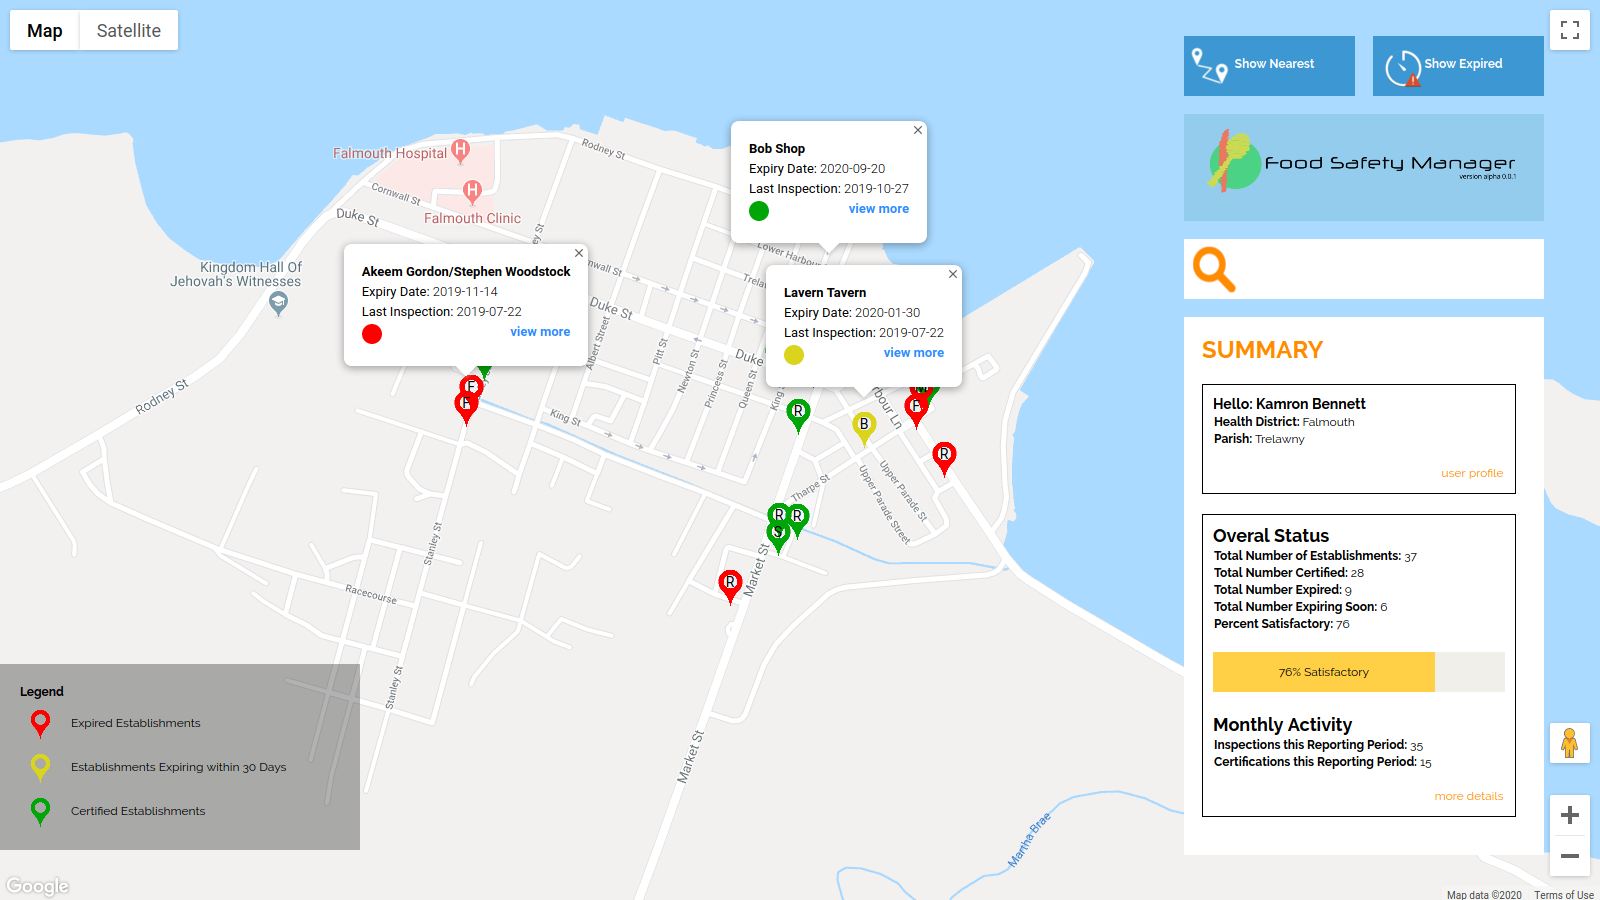 Map
Satellite
Show Nearest
Show Expired
Food Safety Manager
version alpha 0.0.1
SUMMARY
Hello: Kamron Bennett
Health District: Falmouth
Parish: Trelawny
user profile
Overal Status
Total Number of Establishments: 37
Total Number Certified: 28
Total Number Expired: 9
Total Number Expiring Soon: 6
Percent Satisfactory: 76
76% Satisfactory
Monthly Activity
Inspections this Reporting Period: 35
Certifications this Reporting Period: 15
more details
Bob Shop
Expiry Date: 2020-09-20
Last Inspection: 2019-10-27
view more
Akeem Gordon/Stephen Woodstock
Expiry Date: 2019-11-14
Last Inspection: 2019-07-22
view more
Lavern Tavern
Expiry Date: 2020-01-30
Last Inspection: 2019-07-22
view more
Falmouth Hospital
H
H
Falmouth Clinic
Kingdom Hall Of
Jehovah's Witnesses
Rodney St
Cornwall St
Duke St
Lower Harbour
Duke St
Duke
Albert Street
Pitt St
Newton St
Princess St
Queen St
King St
Rodney St
Tharpe St
Upper Parade St
Upper Parade Street
Stanley St
Racecourse
Stanley St
Market St
Market St
Martha Brae
F
F
R
B
F
R
R
R
S
R
Legend
Expired Establishments
Establishments Expiring within 30 Days
Certified Establishments
Google
Map data ©2020
Terms of Use